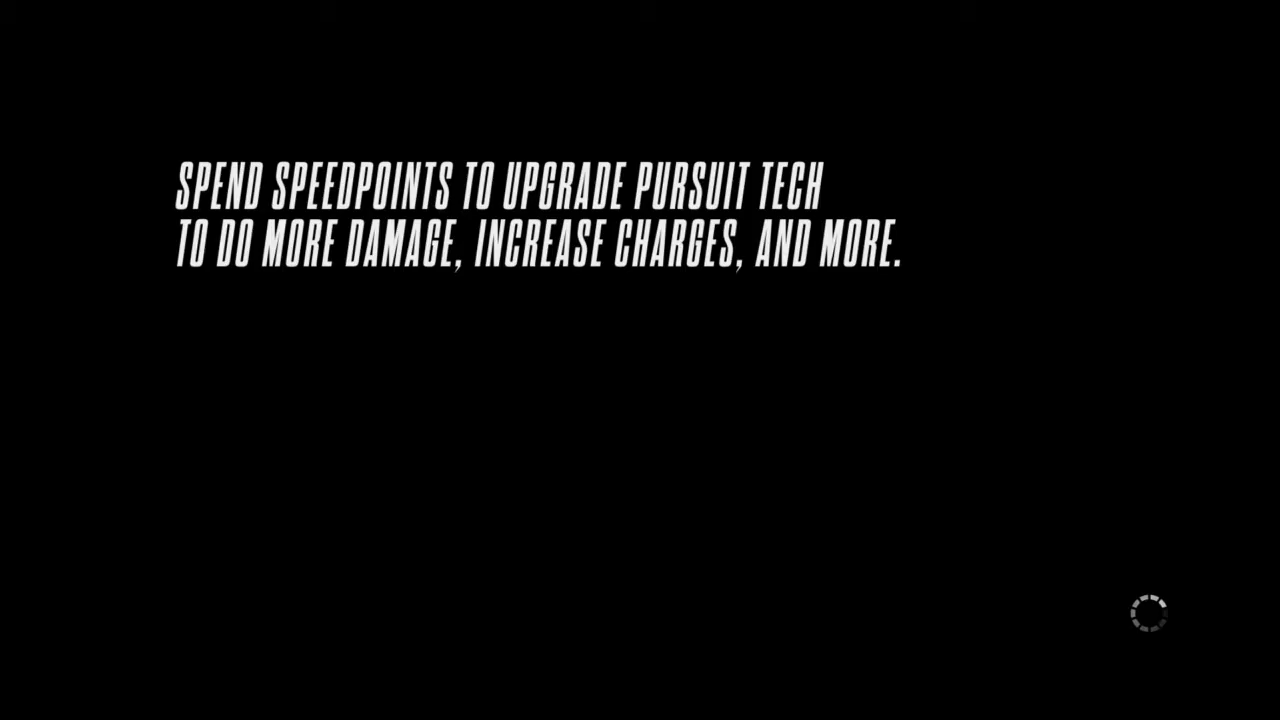 SPEND SPEEDPOINTS TO UPGRADE PURSUIT TECH
TO DO MORE DAMAGE, INCREASE CHARGES, AND MORE.